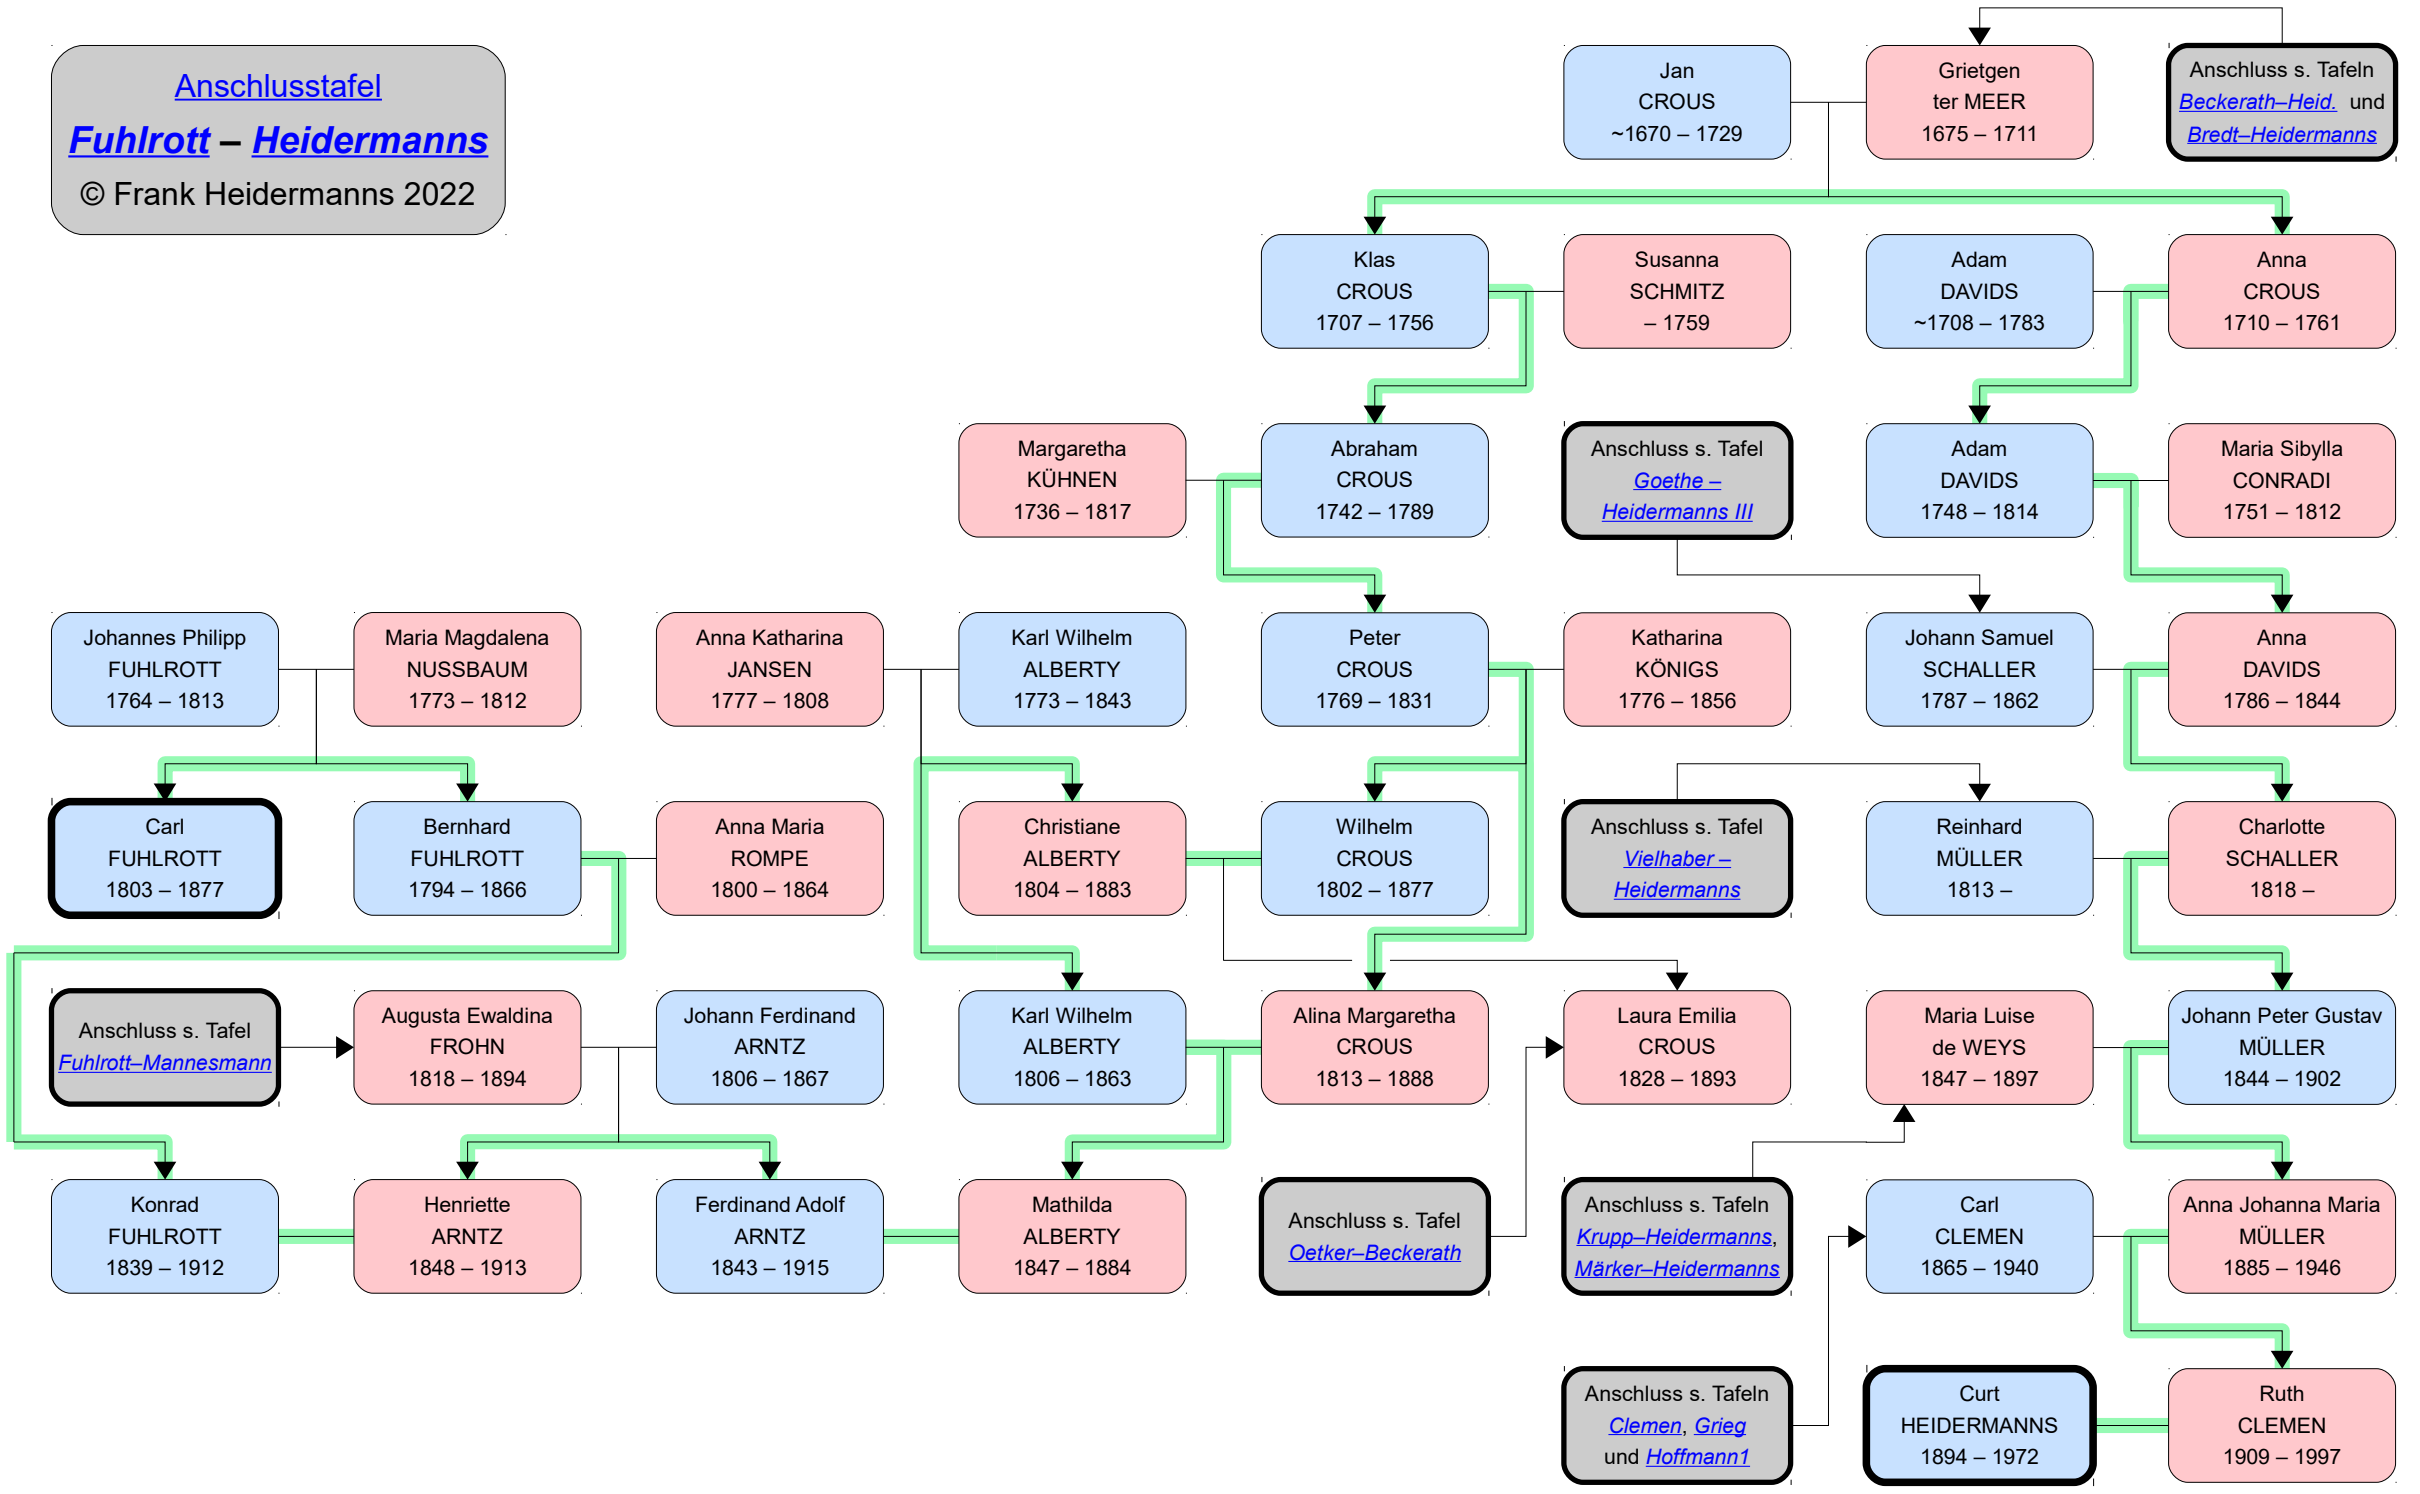 Anschlusstafel
Fuhlrott – Heidermanns
© Frank Heidermanns 2022
Jan
CROUS
~1670 – 1729
Grietgen
ter MEER
1675 – 1711
Anschluss s. Tafeln
Beckerath–Heid. und
Bredt–Heidermanns
Klas
CROUS
1707 – 1756
Susanna
SCHMITZ
– 1759
Adam
DAVIDS
~1708 – 1783
Anna
CROUS
1710 – 1761
Margaretha
KÜHNEN
1736 – 1817
Abraham
CROUS
1742 – 1789
Anschluss s. Tafel
Goethe –
Heidermanns III
Adam
DAVIDS
1748 – 1814
Maria Sibylla
CONRADI
1751 – 1812
Johannes Philipp
FUHLROTT
1764 – 1813
Maria Magdalena
NUSSBAUM
1773 – 1812
Anna Katharina
JANSEN
1777 – 1808
Karl Wilhelm
ALBERTY
1773 – 1843
Peter
CROUS
1769 – 1831
Katharina
KÖNIGS
1776 – 1856
Johann Samuel
SCHALLER
1787 – 1862
Anna
DAVIDS
1786 – 1844
Carl
FUHLROTT
1803 – 1877
Bernhard
FUHLROTT
1794 – 1866
Anna Maria
ROMPE
1800 – 1864
Christiane
ALBERTY
1804 – 1883
Wilhelm
CROUS
1802 – 1877
Anschluss s. Tafel
Vielhaber –
Heidermanns
Reinhard
MÜLLER
1813 –
Charlotte
SCHALLER
1818 –
Anschluss s. Tafel
Fuhlrott–Mannesmann
Augusta Ewaldina
FROHN
1818 – 1894
Johann Ferdinand
ARNTZ
1806 – 1867
Karl Wilhelm
ALBERTY
1806 – 1863
Alina Margaretha
CROUS
1813 – 1888
Laura Emilia
CROUS
1828 – 1893
Maria Luise
de WEYS
1847 – 1897
Johann Peter Gustav
MÜLLER
1844 – 1902
Konrad
FUHLROTT
1839 – 1912
Henriette
ARNTZ
1848 – 1913
Ferdinand Adolf
ARNTZ
1843 – 1915
Mathilda
ALBERTY
1847 – 1884
Anschluss s. Tafel
Oetker–Beckerath
Anschluss s. Tafeln
Krupp–Heidermanns,
Märker–Heidermanns
Carl
CLEMEN
1865 – 1940
Anna Johanna Maria
MÜLLER
1885 – 1946
Anschluss s. Tafeln
Clemen, Grieg
und Hoffmann1
Curt
HEIDERMANNS
1894 – 1972
Ruth
CLEMEN
1909 – 1997